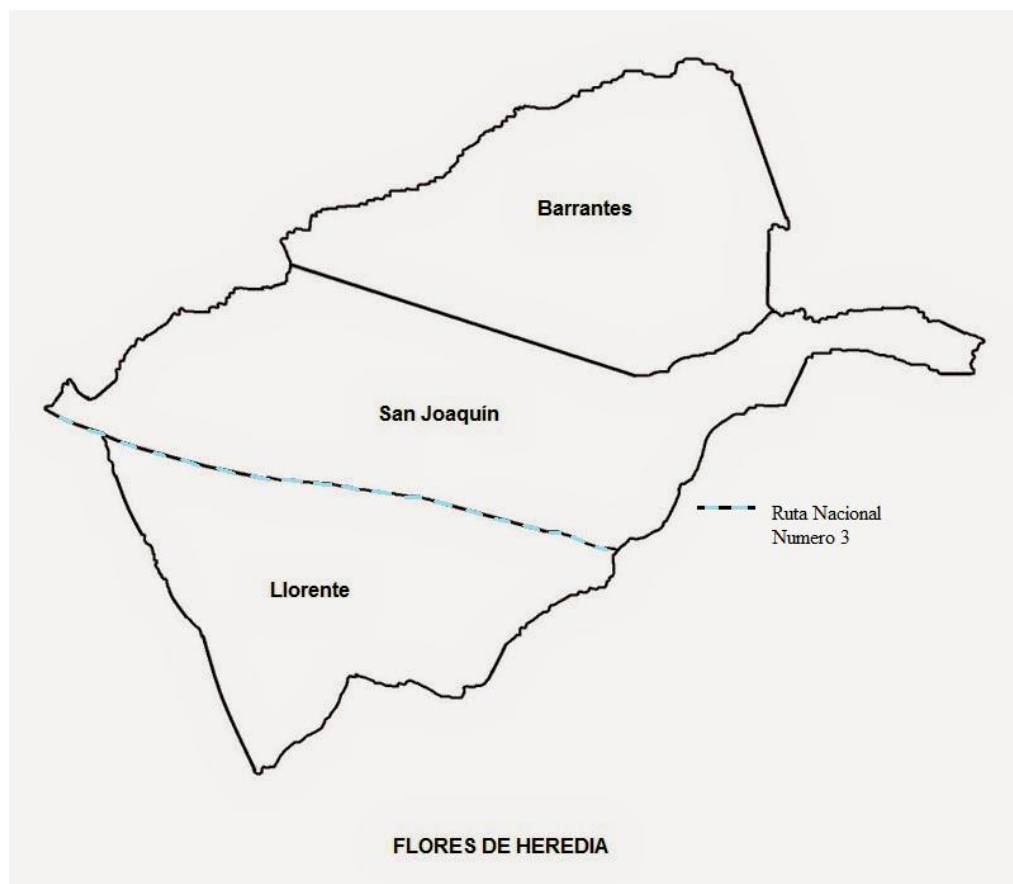 Barrantes
San Joaquín
Ruta Nacional
Numero 3
Llorente
FLORES DE HEREDIA